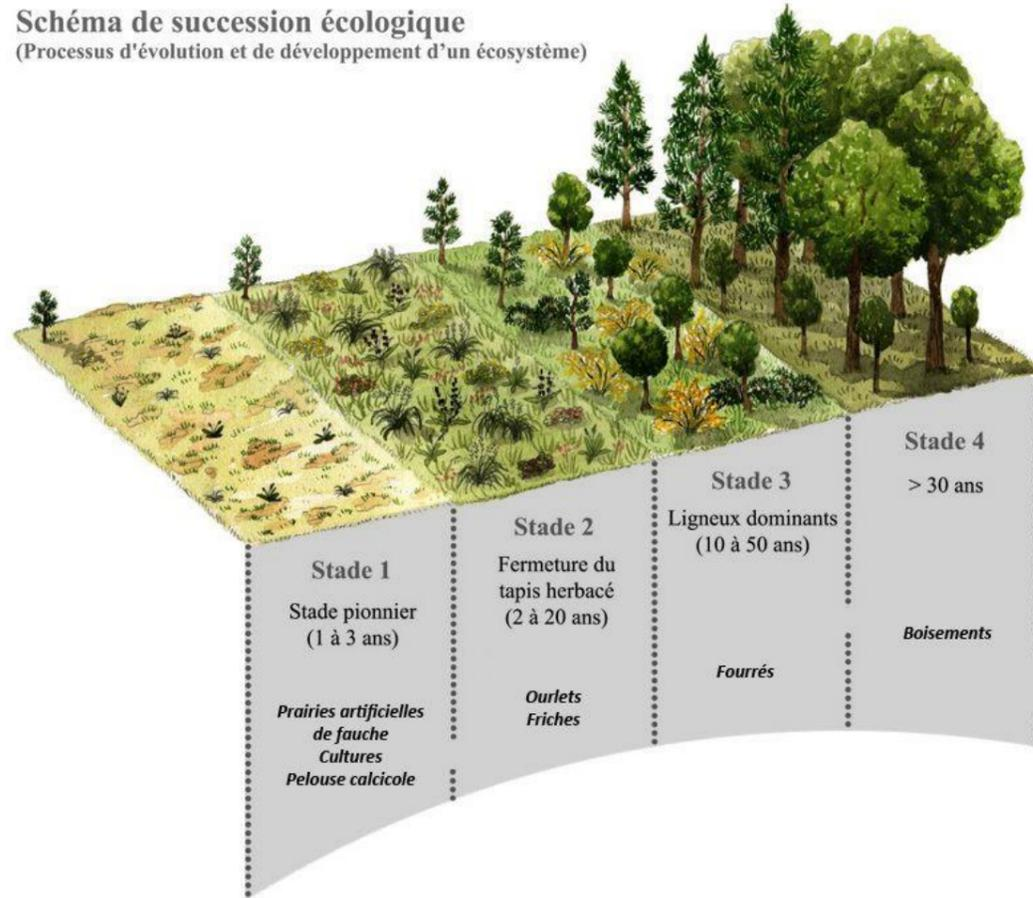 Schéma de succession écologique
(Processus d'évolution et de développement d’un écosystème)
Stade 1
Stade pionnier
(1 à 3 ans)
Prairies artificielles
de fauche
Cultures
Pelouse calcicole
Stade 2
Fermeture du
tapis herbacé
(2 à 20 ans)
Ourlets
Friches
Stade 3
Ligneux dominants
(10 à 50 ans)
Fourrés
Stade 4
> 30 ans
Boisements